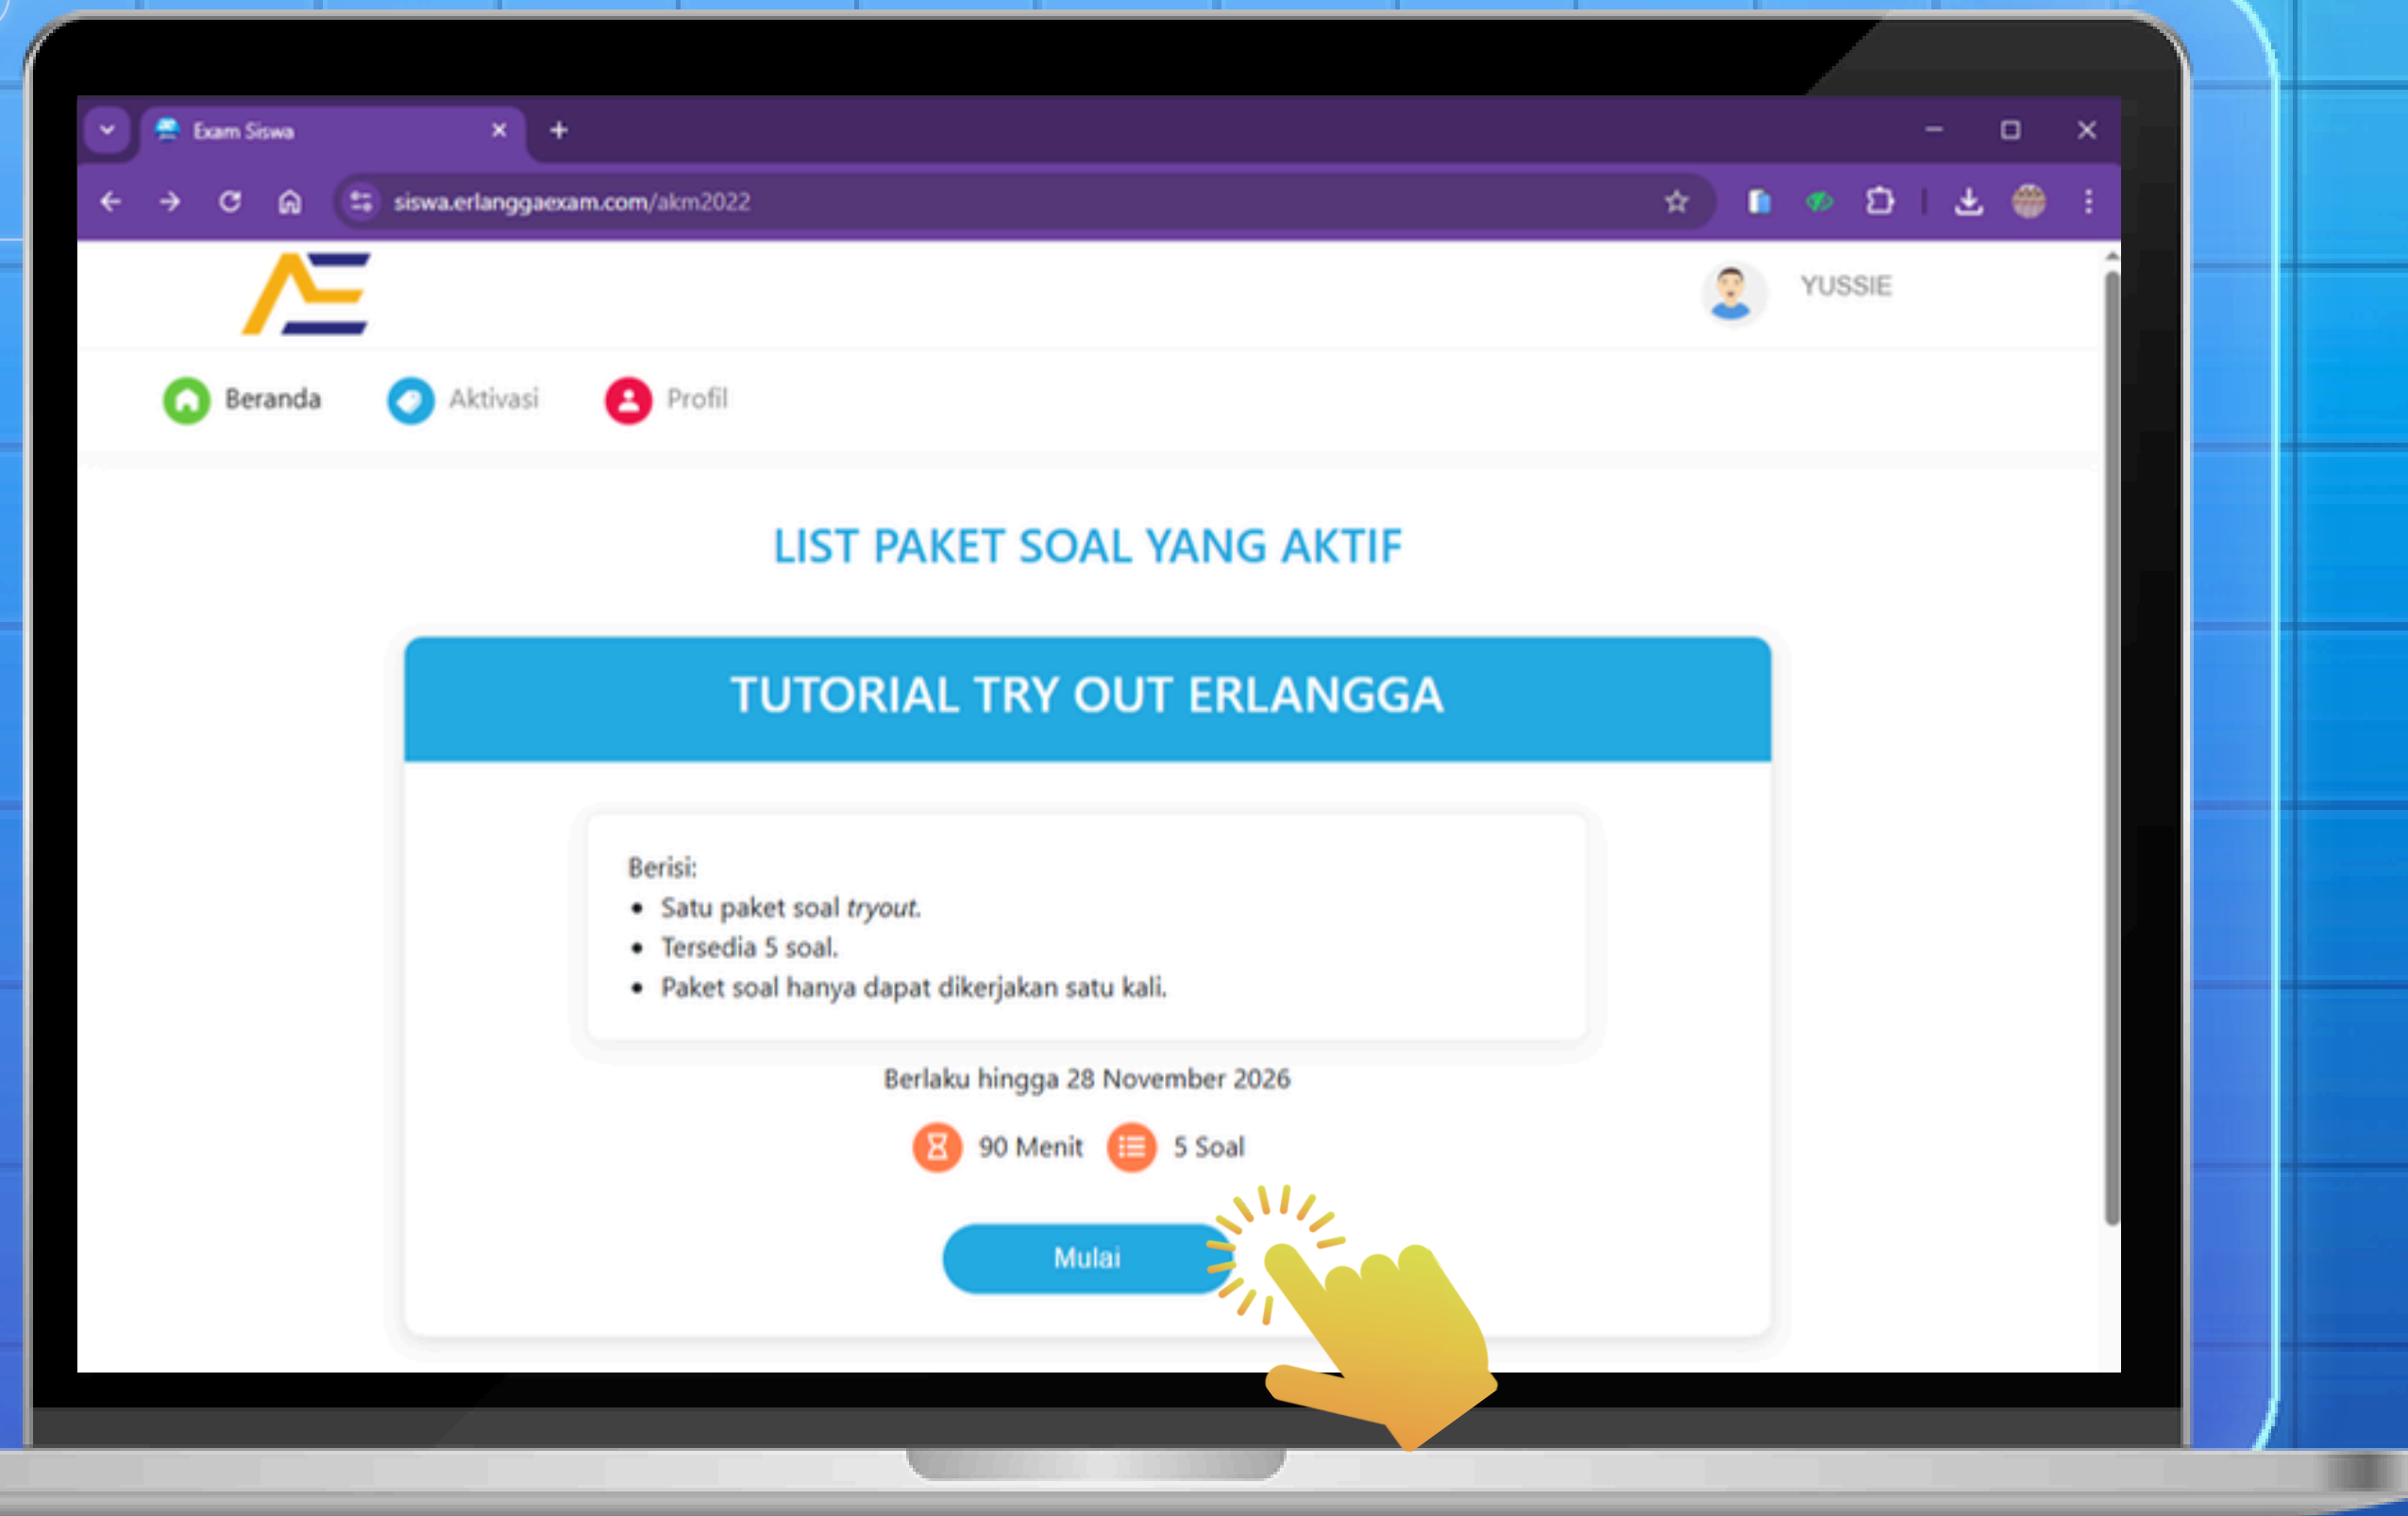 Exam Siswa
siswa.erlanggaexam.com/akm2022
YUSSIE
Beranda Aktivasi Profil
LIST PAKET SOAL YANG AKTIF
TUTORIAL TRY OUT ERLANGGA
Berisi:
• Satu paket soal tryout.
• Tersedia 5 soal.
• Paket soal hanya dapat dikerjakan satu kali.
Berlaku hingga 28 November 2026
90 Menit 5 Soal
Mulai